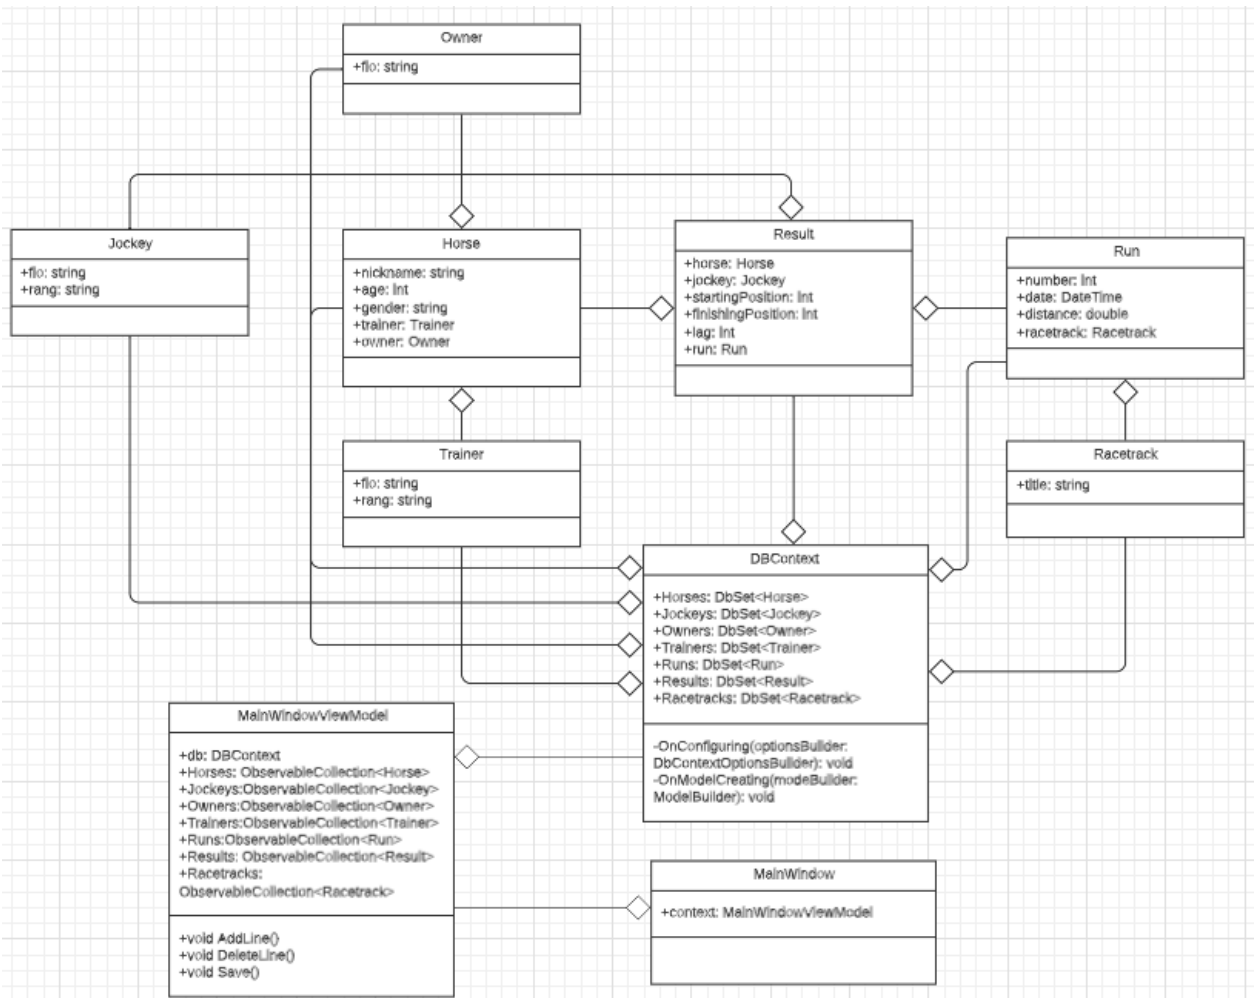 Owner
+fio: string
Jockey
+fio: string
+rang: string
Horse
+nickname: string
+age: int
+gender: string
+trainer: Trainer
+owner: Owner
Result
+horse: Horse
+jockey: Jockey
+startingPosition: int
+finishingPosition: int
+lag: int
+run: Run
Run
+number: int
+date: DateTime
+distance: double
+racetrack: Racetrack
Trainer
+fio: string
+rang: string
Racetrack
+title: string
DBContext
+Horses: DbSet<Horse>
+Jockeys: DbSet<Jockey>
+Owners: DbSet<Owner>
+Trainers: DbSet<Trainer>
+Runs: DbSet<Run>
+Results: DbSet<Result>
+Racetracks: DbSet<Racetrack>
-OnConfiguring(optionsBuilder:
DbContextOptionsBuilder): void
-OnModelCreating(modeBuilder:
ModelBuilder): void
MainWindowViewModel
+db: DBContext
+Horses: ObservableCollection<Horse>
+Jockeys:ObservableCollection<Jockey>
+Owners:ObservableCollection<Owner>
+Trainers:ObservableCollection<Trainer>
+Runs:ObservableCollection<Run>
+Results: ObservableCollection<Result>
+Racetracks:
ObservableCollection<Racetrack>
+void AddLine()
+void DeleteLine()
+void Save()
MainWindow
+context: MainWindowViewModel